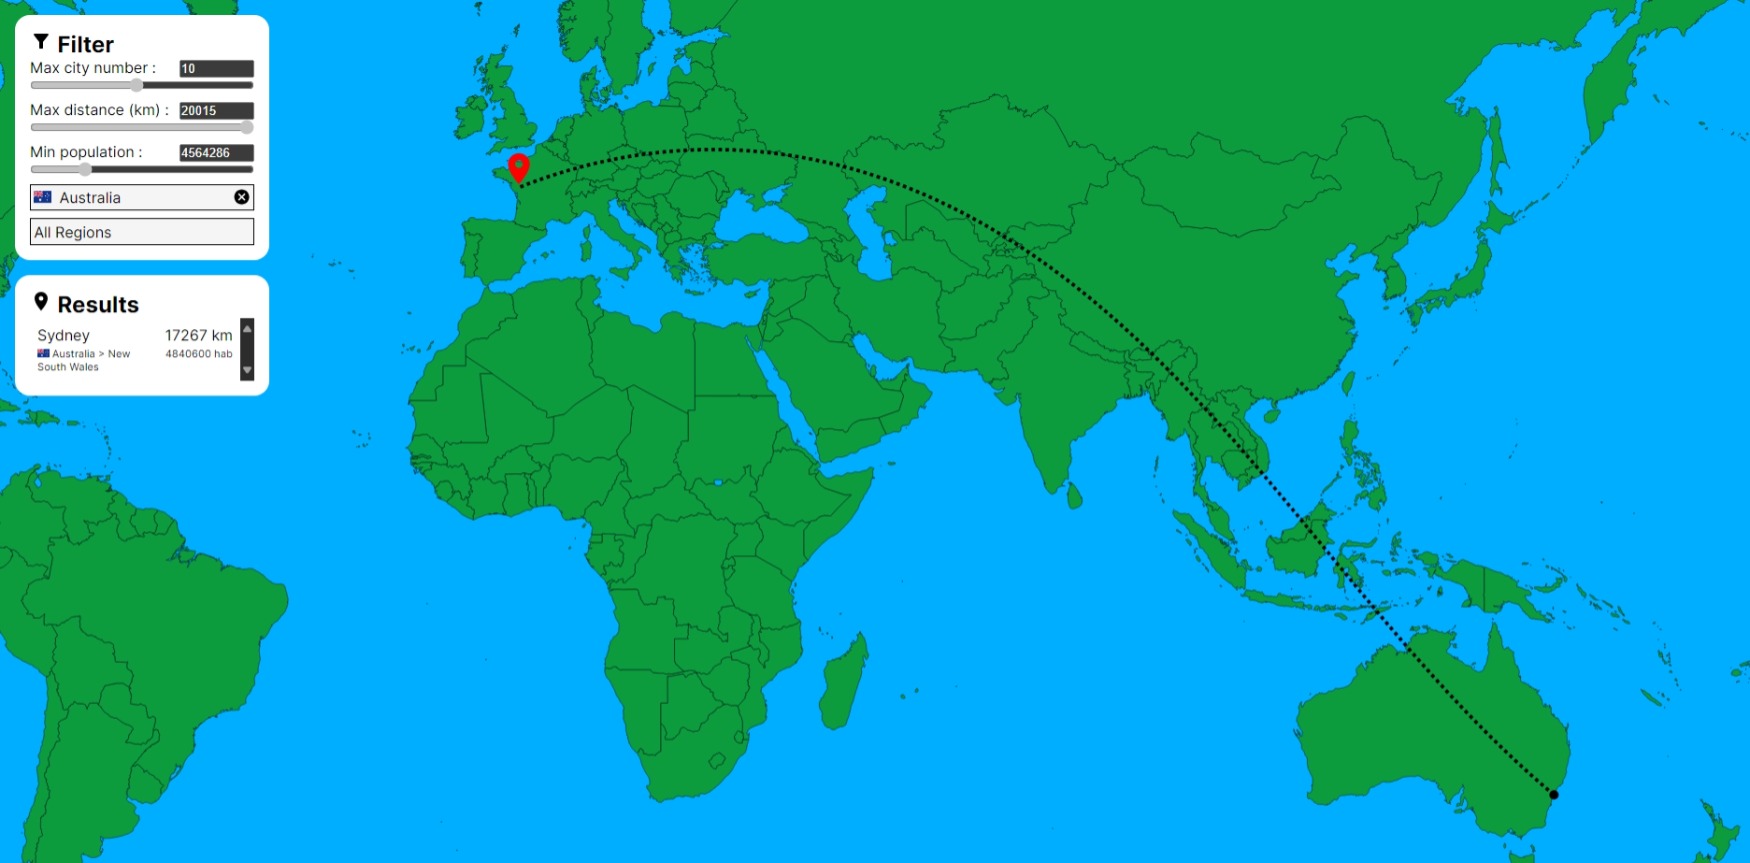 Filter
Max city number : 10
Max distance (km) : 20015
Min population : 4564286
Australia
All Regions
Results
Sydney 17267 km
Australia > New 4840600 hab
South Wales